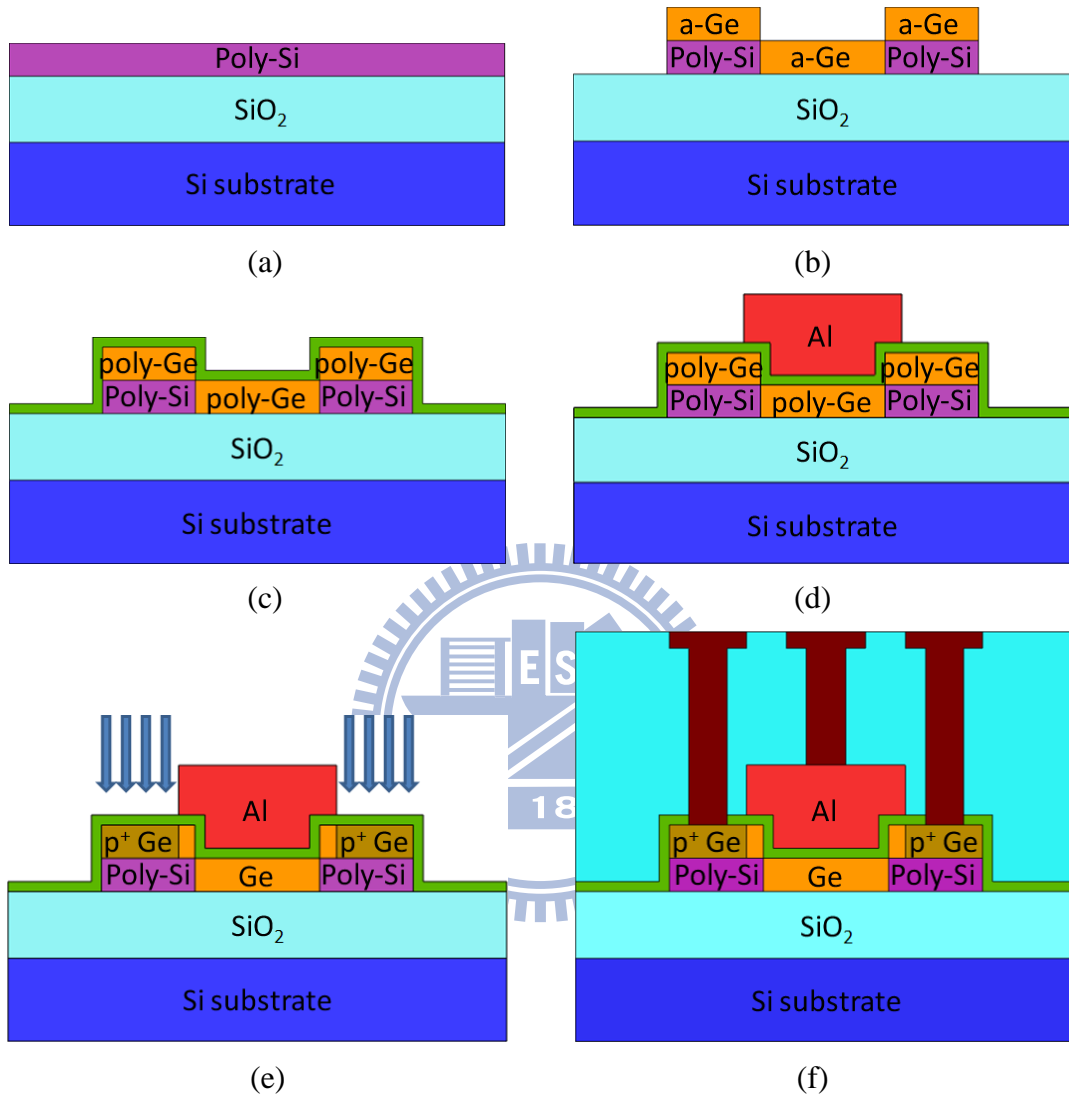 Poly-Si
SiO2
Si substrate
(a)
a-Ge a-Ge
Poly-Si a-Ge Poly-Si
SiO2
Si substrate
(b)
poly-Ge poly-Ge
Poly-Si poly-Ge Poly-Si
SiO2
Si substrate
(c)
Al
poly-Ge poly-Ge
Poly-Si poly-Ge Poly-Si
SiO2
Si substrate
(d)
Al
p+ Ge p+ Ge
Poly-Si Ge Poly-Si
SiO2
Si substrate
(e)
Al
p+ Ge p+ Ge
Poly-Si Ge Poly-Si
SiO2
Si substrate
(f)
ES
18